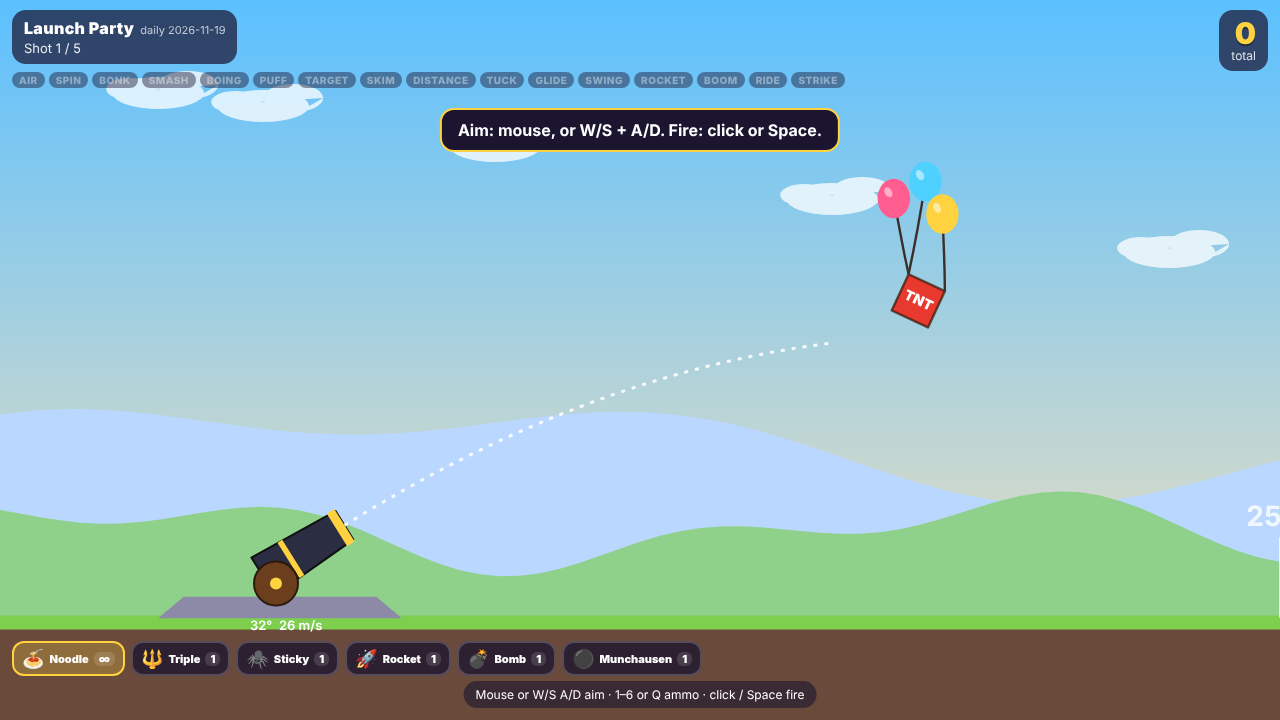 Launch Party daily 2026-11-19
Shot 1 / 5
0
total
AIR SPIN BONK SMASH BOING PUFF TARGET SKIM DISTANCE TUCK GLIDE SWING ROCKET BOOM RIDE STRIKE
Aim: mouse, or W/S + A/D. Fire: click or Space.
TNT
25
32° 26 m/s
Noodle ∞ Triple 1 Sticky 1 Rocket 1 Bomb 1 Munchausen 1
Mouse or W/S A/D aim · 1–6 or Q ammo · click / Space fire